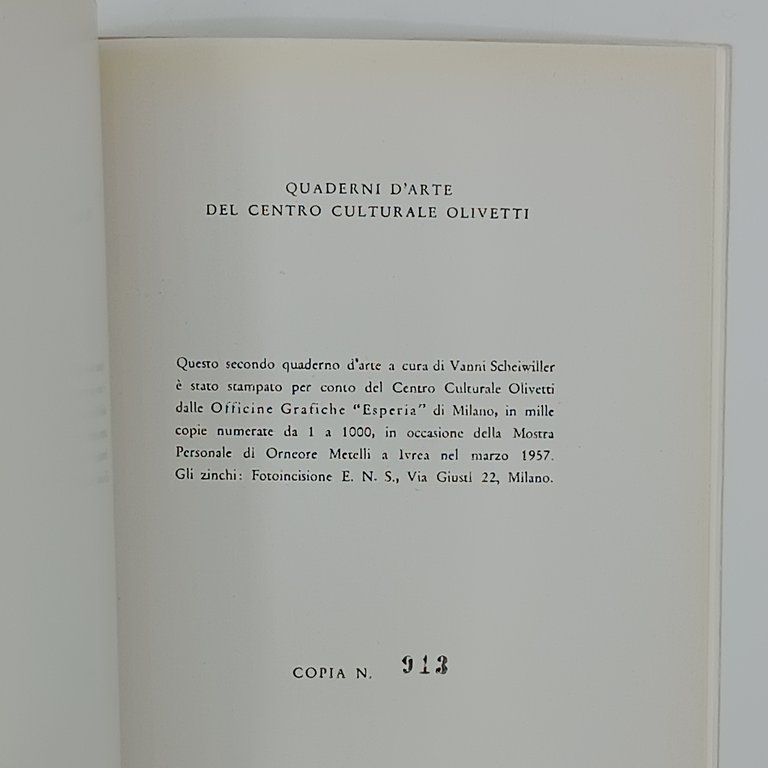 QUADERNI D'ARTE
DEL CENTRO CULTURALE OLIVETTI
Questo secondo quaderno d'arte a cura di Vanni Scheiwiller
è stato stampato per conto del Centro Culturale Olivetti
dalle Officine Grafiche "Esperia" di Milano, in mille
copie numerate da 1 a 1000, in occasione della Mostra
Personale di Orneore Metelli a Ivrea nel marzo 1957.
Gli zinchi: Fotoincisione E. N. S., Via Giusti 22, Milano.
COPIA N. 913